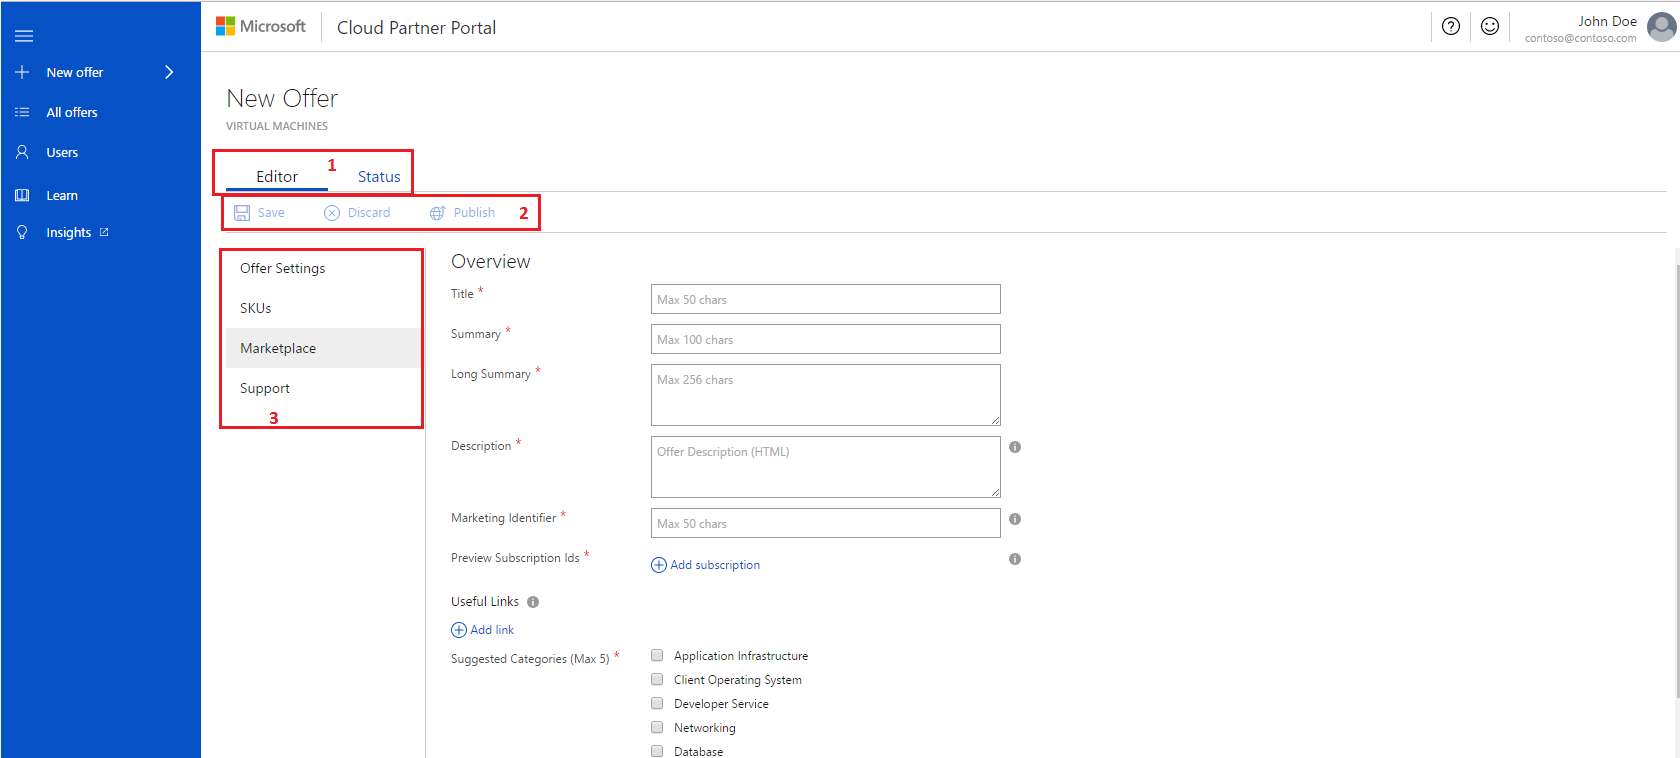 Microsoft Cloud Partner Portal
John Doe
contoso@contoso.com
New offer
All offers
Users
Learn
Insights
New Offer
VIRTUAL MACHINES
Editor 1 Status
Save Discard Publish 2
Offer Settings
SKUs
Marketplace
Support
3
Overview
Title * Max 50 chars
Summary * Max 100 chars
Long Summary * Max 256 chars
Description * Offer Description (HTML)
Marketing Identifier * Max 50 chars
Preview Subscription Ids * Add subscription
Useful Links
Add link
Suggested Categories (Max 5) * Application Infrastructure
Client Operating System
Developer Service
Networking
Database